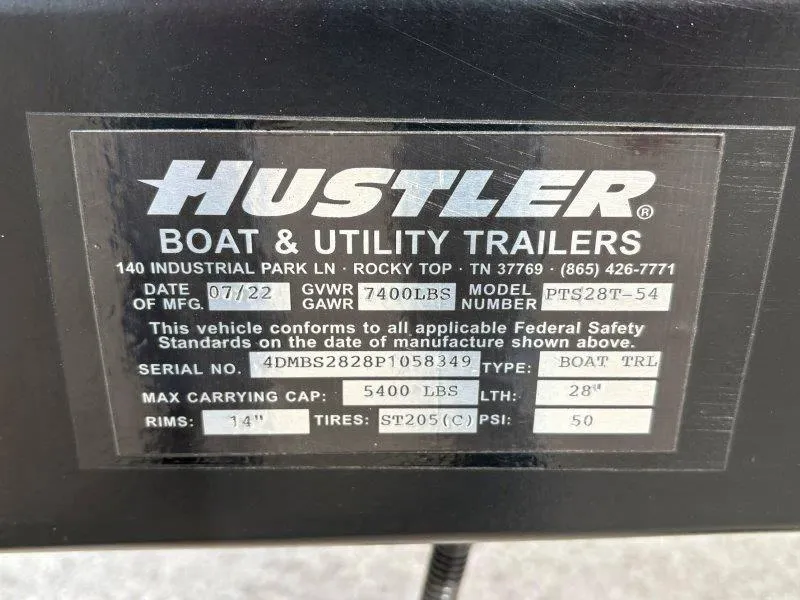 HUSTLER®
BOAT & UTILITY TRAILERS
140 INDUSTRIAL PARK LN · ROCKY TOP · TN 37769 · (865) 426-7771
DATE OF MFG. 07/22 GVWR GAWR 7400LBS MODEL NUMBER PTS28T-54
This vehicle conforms to all applicable Federal Safety
Standards on the date of manufacture shown above.
SERIAL NO. 4DMBS2828P1058349 TYPE: BOAT TRL
MAX CARRYING CAP: 5400 LBS LTH: 28"
RIMS: 14" TIRES: ST205(C) PSI: 50